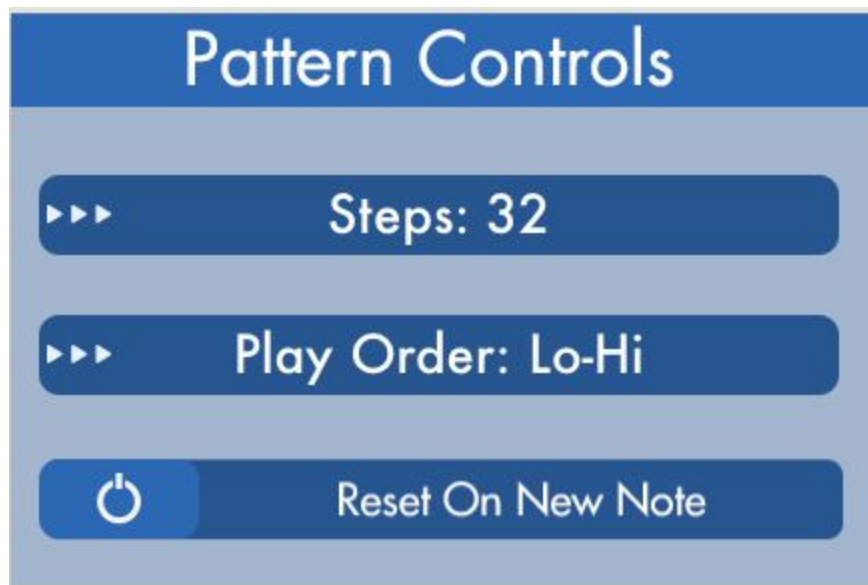 Pattern Controls
Steps: 32
Play Order: Lo-Hi
Reset On New Note